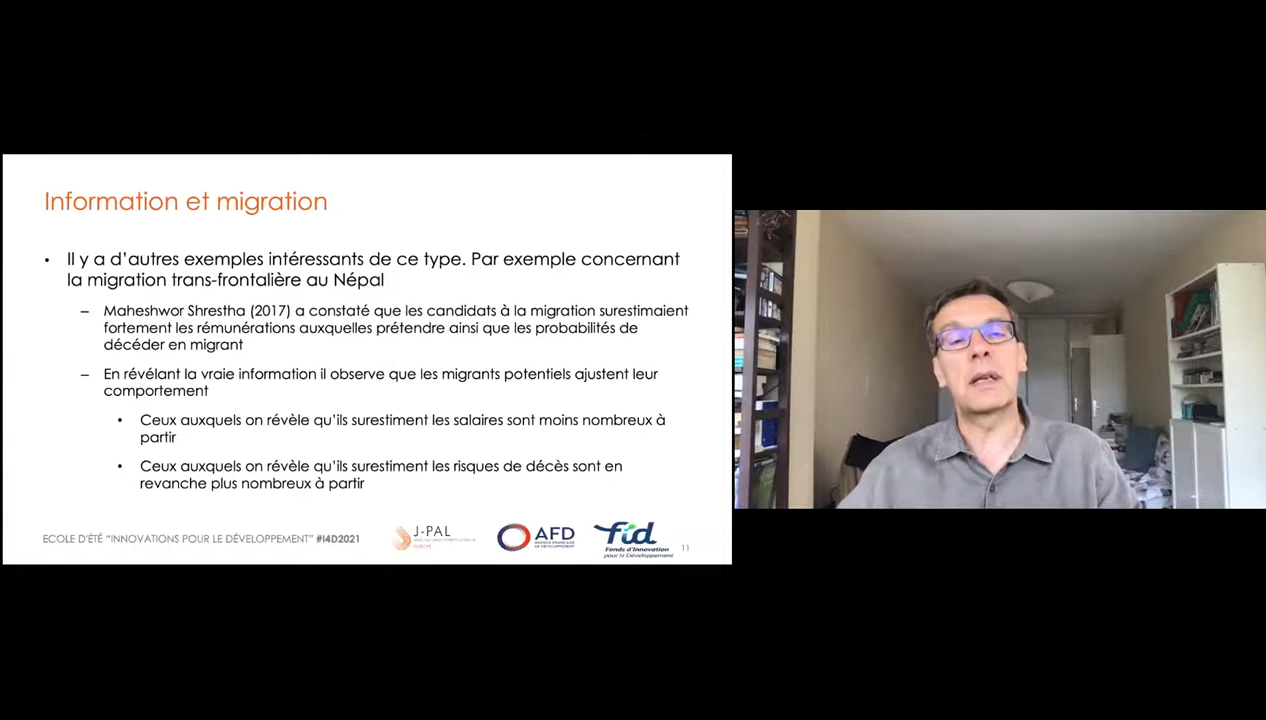 Information et migration
• Il y a d'autres exemples intéressants de ce type. Par exemple concernant
la migration trans-frontalière au Népal
– Maheshwor Shrestha (2017) a constaté que les candidats à la migration surestimaient
fortement les rémunérations auxquelles prétendre ainsi que les probabilités de
décéder en migrant
– En révélant la vraie information il observe que les migrants potentiels ajustent leur
comportement
• Ceux auxquels on révèle qu'ils surestiment les salaires sont moins nombreux à
partir
• Ceux auxquels on révèle qu'ils surestiment les risques de décès sont en
revanche plus nombreux à partir
ECOLE D'ÉTÉ “INNOVATIONS POUR LE DÉVELOPPEMENT” #I4D2021
J-PAL
AFD
AGENCE FRANÇAISE
DE DÉVELOPPEMENT
fid
Fonds d'Innovation
pour le Développement
11